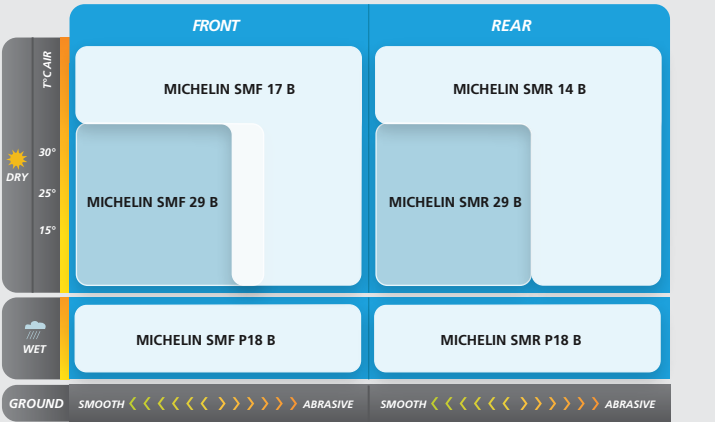 FRONT
REAR
T°C AIR
MICHELIN SMF 17 B
MICHELIN SMR 14 B
30°
DRY
25°
MICHELIN SMF 29 B
MICHELIN SMR 29 B
15°
WET
MICHELIN SMF P18 B
MICHELIN SMR P18 B
GROUND
SMOOTH
ABRASIVE
SMOOTH
ABRASIVE